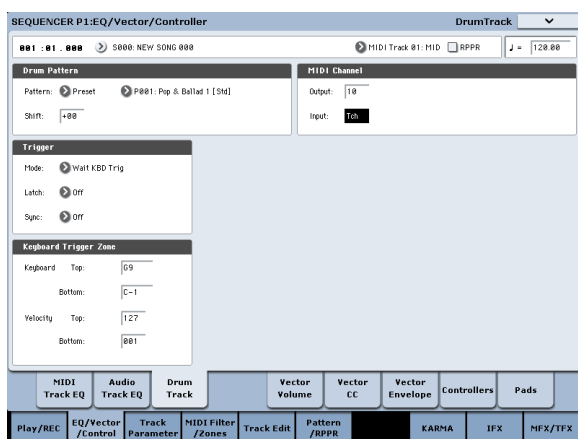 SEQUENCER P1:EQ/Vector/Controller DrumTrack
001 :01 . 000 S000: NEW SONG 000 MIDI Track 01: MID RPPR ♩ = 120.00
Drum Pattern
Pattern: Preset P001: Pop & Ballad 1 [Std]
Shift: +00
MIDI Channel
Output: 10
Input: Tch
Trigger
Mode: Wait KBD Trig
Latch: Off
Sync: Off
Keyboard Trigger Zone
Keyboard Top: G9
Bottom: C-1
Velocity Top: 127
Bottom: 001
MIDI Track EQ Audio Track EQ Drum Track Vector Volume Vector CC Vector Envelope Controllers Pads
Play/REC EQ/Vector /Control Track Parameter MIDI Filter /Zones Track Edit Pattern /RPPR KARMA IFX MFX/TFX